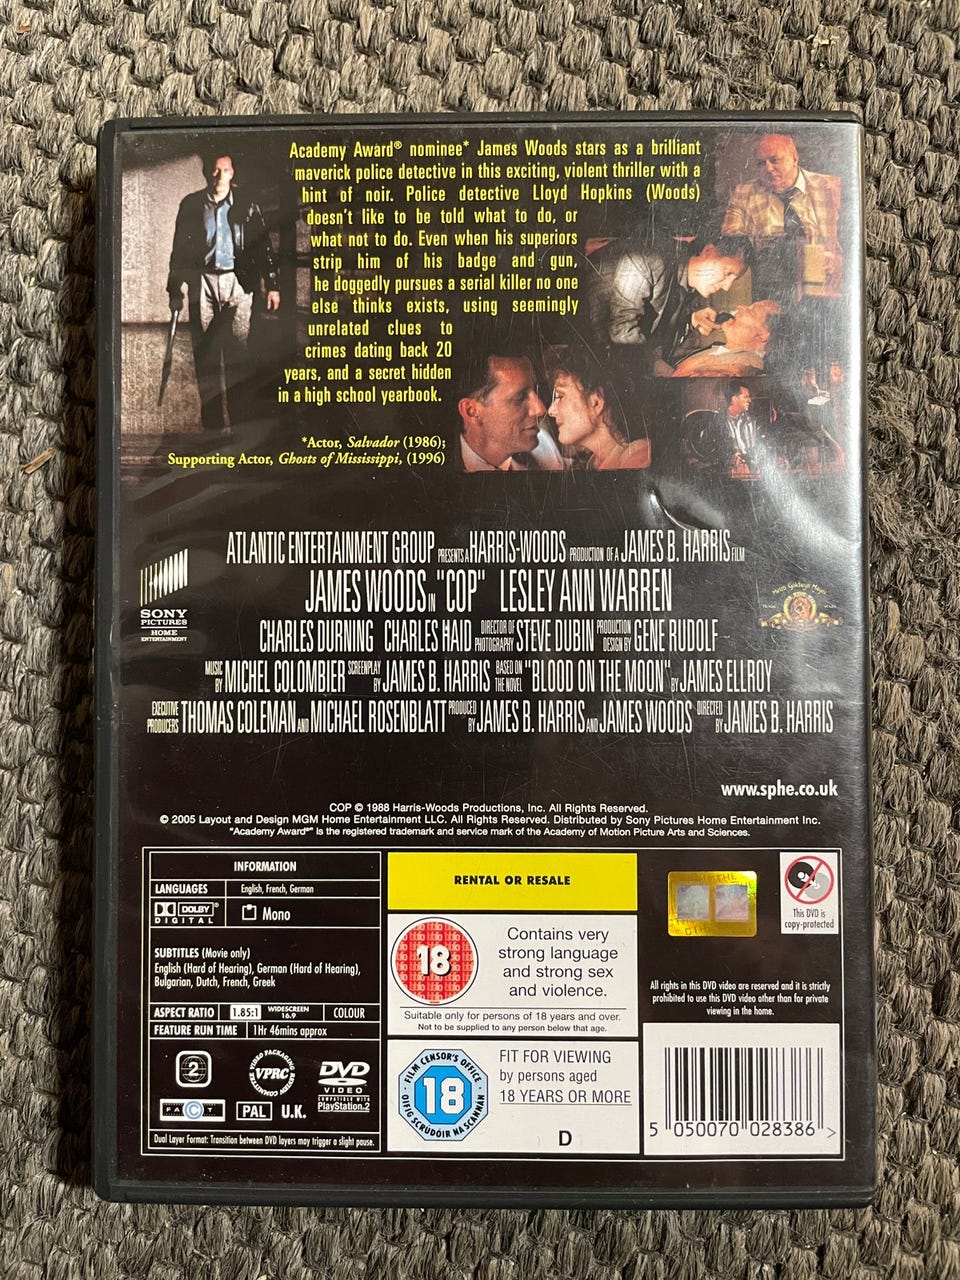 Academy Award® nominee* James Woods stars as a brilliant
maverick police detective in this exciting, violent thriller with a
hint of noir. Police detective Lloyd Hopkins (Woods)
doesn't like to be told what to do, or
what not to do. Even when his superiors
strip him of his badge and gun,
he doggedly pursues a serial killer no one
else thinks exists, using seemingly
unrelated clues to
crimes dating back 20
years, and a secret hidden
in a high school yearbook.
*Actor, Salvador (1986);
Supporting Actor, Ghosts of Mississippi, (1996)
ATLANTIC ENTERTAINMENT GROUP PRESENTS A HARRIS-WOODS PRODUCTION OF A JAMES B. HARRIS FILM
JAMES WOODS IN "COP" LESLEY ANN WARREN
CHARLES DURNING CHARLES HAID DIRECTOR OF PHOTOGRAPHY STEVE DUBIN PRODUCTION DESIGN BY GENE RUDOLF
MUSIC BY MICHEL COLOMBIER SCREENPLAY BY JAMES B. HARRIS BASED ON THE NOVEL "BLOOD ON THE MOON" BY JAMES ELLROY
EXECUTIVE PRODUCERS THOMAS COLEMAN AND MICHAEL ROSENBLATT PRODUCED BY JAMES B. HARRIS AND JAMES WOODS DIRECTED BY JAMES B. HARRIS
SONY
PICTURES
HOME
ENTERTAINMENT
Metro Goldwyn Mayer
TRADE MARK
www.sphe.co.uk
COP © 1988 Harris-Woods Productions, Inc. All Rights Reserved.
© 2005 Layout and Design MGM Home Entertainment LLC. All Rights Reserved. Distributed by Sony Pictures Home Entertainment Inc.
"Academy Award®" is the registered trademark and service mark of the Academy of Motion Picture Arts and Sciences.
INFORMATION
LANGUAGES English, French, German
DOLBY®
DIGITAL
Mono
SUBTITLES (Movie only)
English (Hard of Hearing), German (Hard of Hearing),
Bulgarian, Dutch, French, Greek
ASPECT RATIO 1.85:1 WIDESCREEN 16.9 COLOUR
FEATURE RUN TIME 1Hr 46mins approx
2
VIDEO PACKAGING REVIEW COMMITTEE
VPRC
DVD
VIDEO
COMPATIBLE WITH
PlayStation.2
FACT
PAL U.K.
Dual Layer Format: Transition between DVD layers may trigger a slight pause.
RENTAL OR RESALE
18
Contains very
strong language
and strong sex
and violence.
Suitable only for persons of 18 years and over.
Not to be supplied to any person below that age.
FILM CENSOR'S OFFICE
18
OIFIG SCRÚDÓIR NA SCANNÁN
FIT FOR VIEWING
by persons aged
18 YEARS OR MORE
D
This DVD is
copy-protected
All rights in this DVD video are reserved and it is strictly
prohibited to use this DVD video other than for private
viewing in the home.
5 050070 028386 >